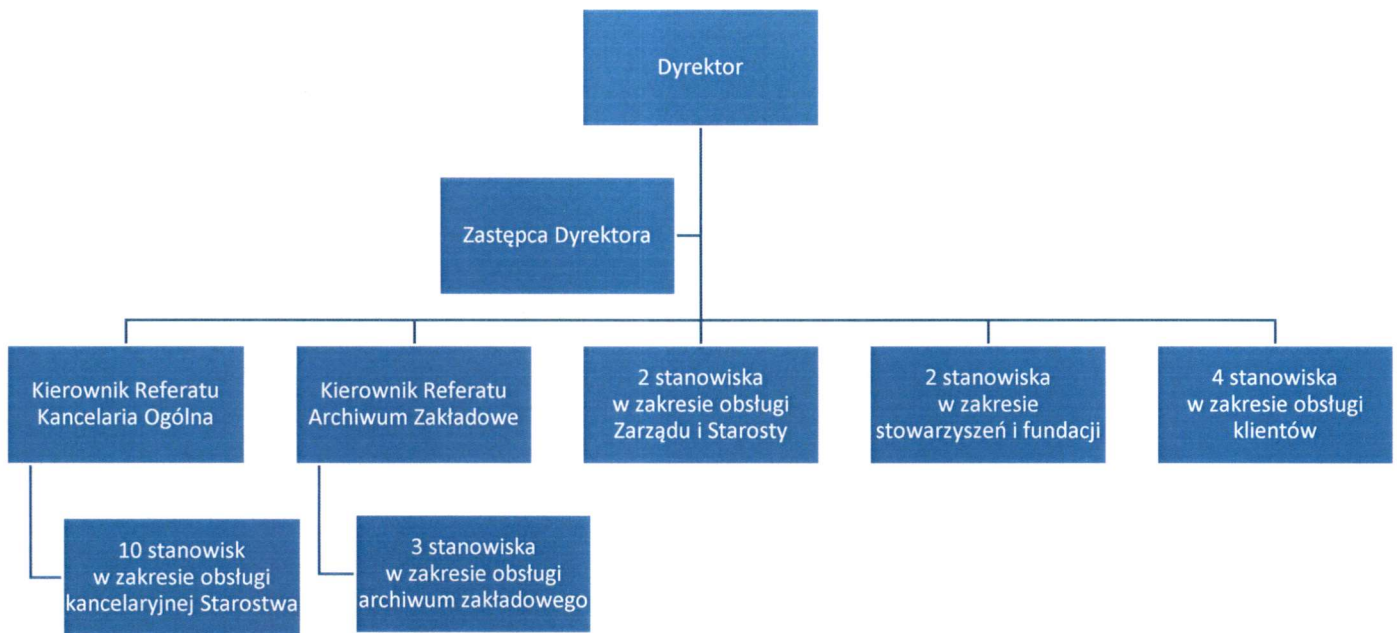 Dyrektor
Zastępca Dyrektora
Kierownik Referatu
Kancelaria Ogólna
Kierownik Referatu
Archiwum Zakładowe
2 stanowiska
w zakresie obsługi
Zarządu i Starosty
2 stanowiska
w zakresie
stowarzyszeń i fundacji
4 stanowiska
w zakresie obsługi
klientów
10 stanowisk
w zakresie obsługi
kancelaryjnej Starostwa
3 stanowiska
w zakresie obsługi
archiwum zakładowego